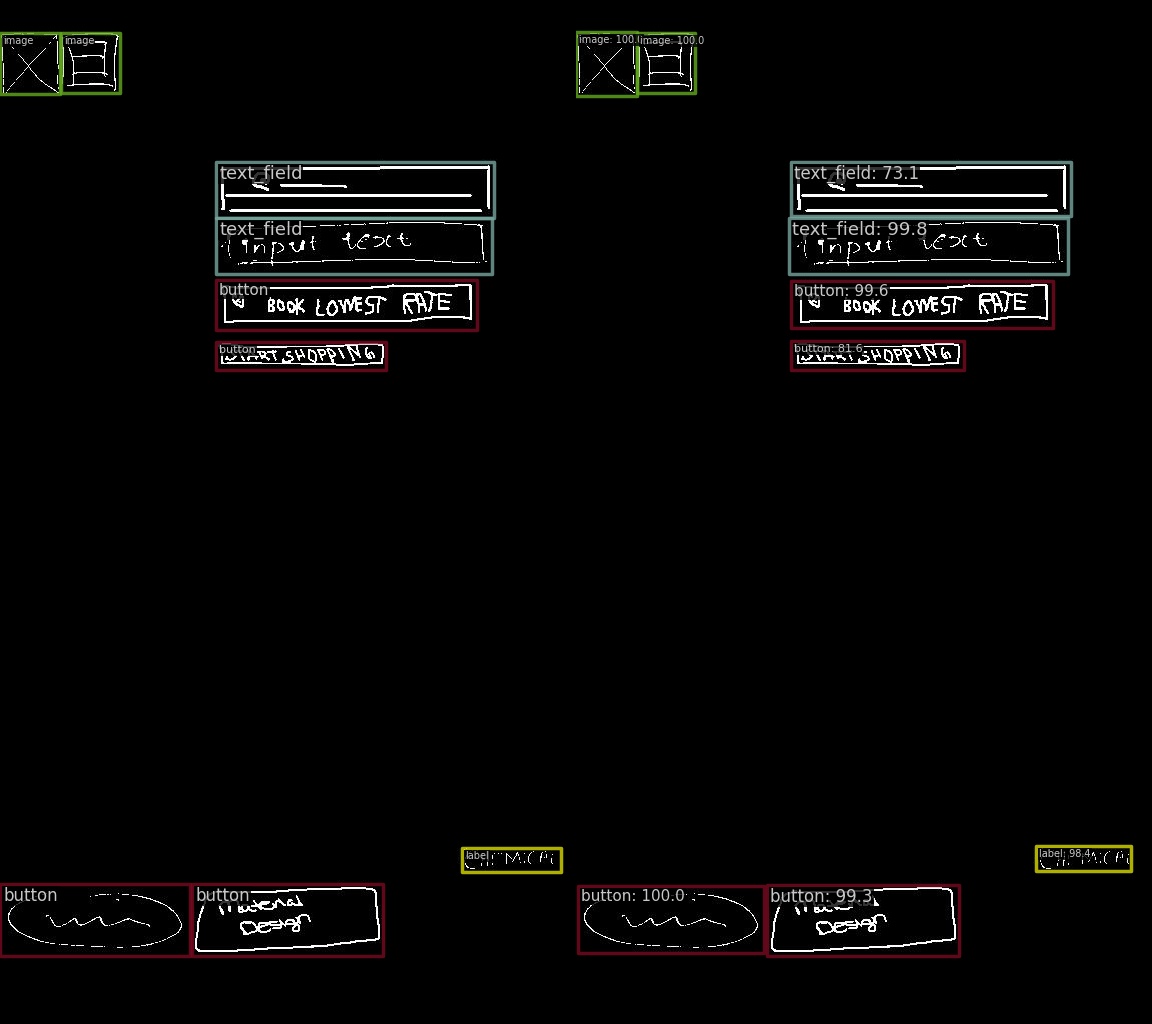 image image image: 100.0 image: 100.0
text_field text_field: 73.1
text_field text_field: 99.8
input text text
button button: 99.6
BOOK LOWEST RATE BOOK LOWEST RATE
button button: 81.6
START SHOPPING SHOPPING
label label: 98.4
button button button: 100.0 button: 99.3
Material
Design Design